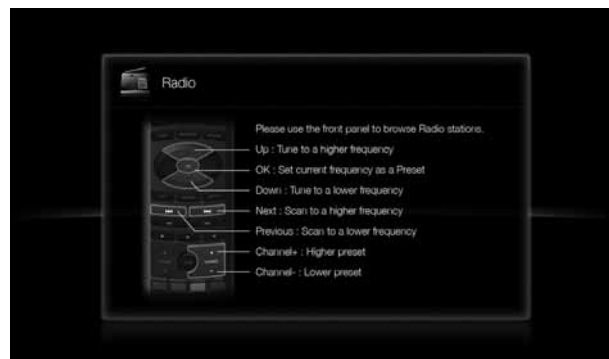 Radio
Please use the front panel to browse Radio stations.
Up : Tune to a higher frequency
OK : Set current frequency as a Preset
Down : Tune to a lower frequency
Next : Scan to a higher frequency
Previous : Scan to a lower frequency
Channel+ : Higher preset
Channel- : Lower preset